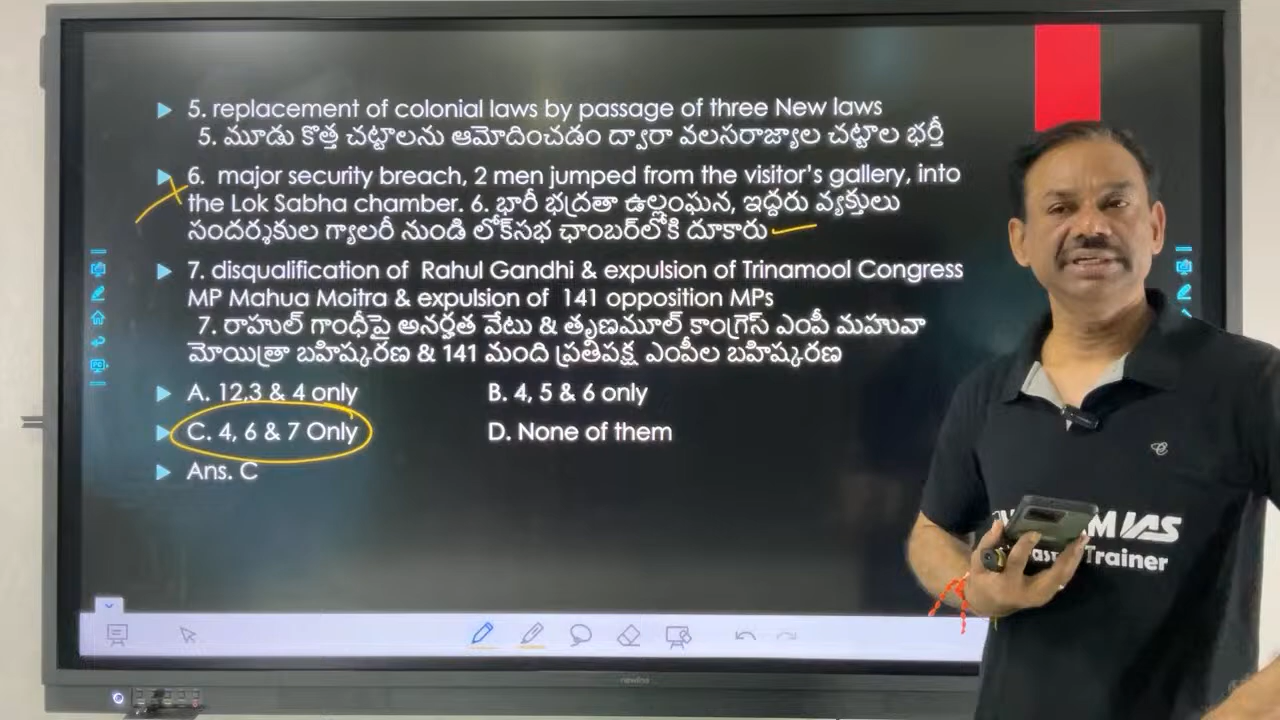 5. replacement of colonial laws by passage of three New laws
5. మూడు కొత్త చట్టాలను ఆమోదించడం ద్వారా వలసరాజ్యాల చట్టాల భర్తీ
6. major security breach, 2 men jumped from the visitor's gallery, into
the Lok Sabha chamber. 6. భారీ భద్రతా ఉల్లంఘన, ఇద్దరు వ్యక్తులు
సందర్శకుల గ్యాలరీ నుండి లోక్‌సభ ఛాంబర్‌లోకి దూకారు
7. disqualification of Rahul Gandhi & expulsion of Trinamool Congress
MP Mahua Moitra & expulsion of 141 opposition MPs
7. రాహుల్ గాంధీపై అనర్హత వేటు & తృణమూల్ కాంగ్రెస్ ఎంపీ మహువా
మోయిత్రా బహిష్కరణ & 141 మంది ప్రతిపక్ష ఎంపీల బహిష్కరణ
A. 12,3 & 4 only B. 4, 5 & 6 only
C. 4, 6 & 7 Only D. None of them
Ans. C
IAS
Trainer